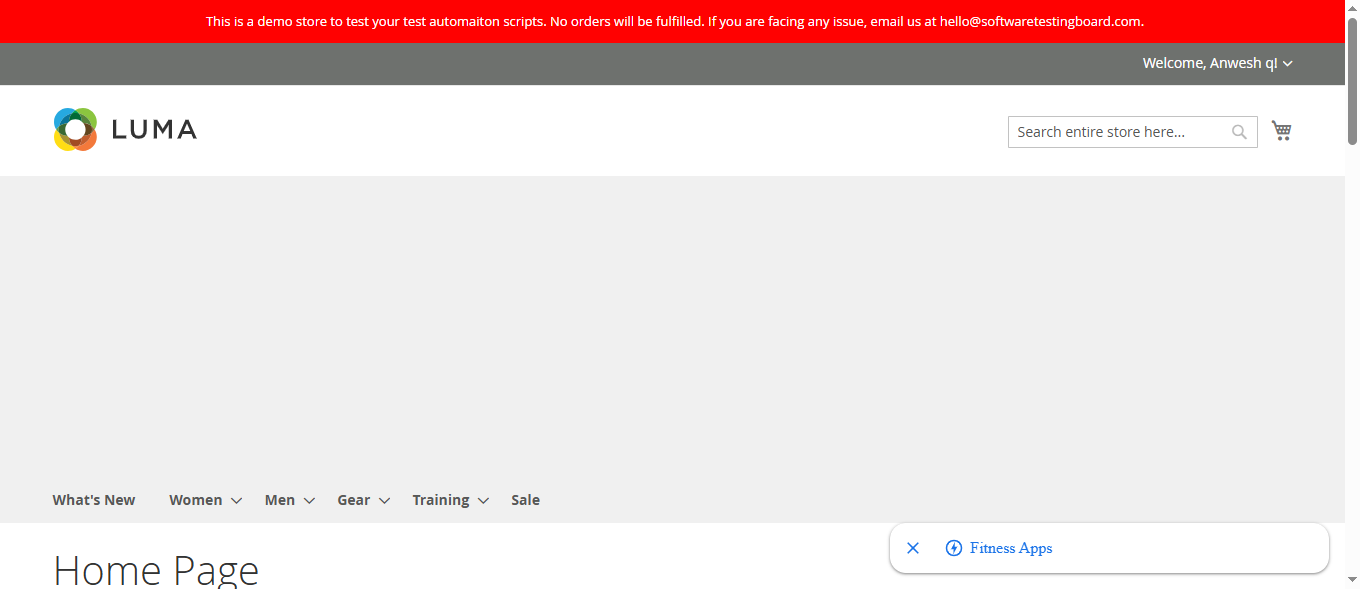 This is a demo store to test your test automaiton scripts. No orders will be fulfilled. If you are facing any issue, email us at hello@softwaretestingboard.com.
Welcome, Anwesh q!
LUMA
Search entire store here...
What's New Women Men Gear Training Sale
Home Page
Fitness Apps